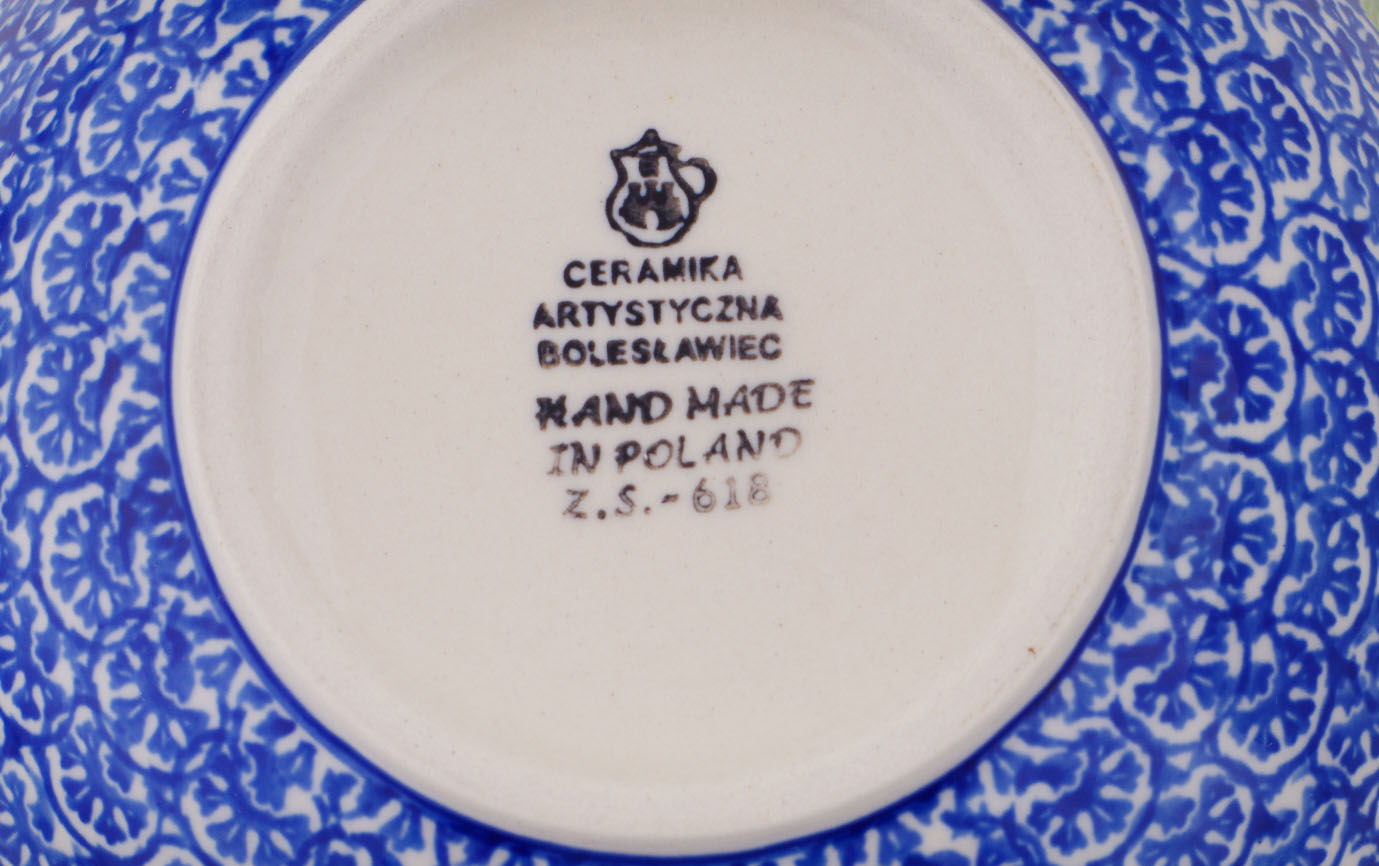 CERAMIKA
ARTYSTYCZNA
BOLESŁAWIEC
HAND MADE
IN POLAND
Z.S.-618